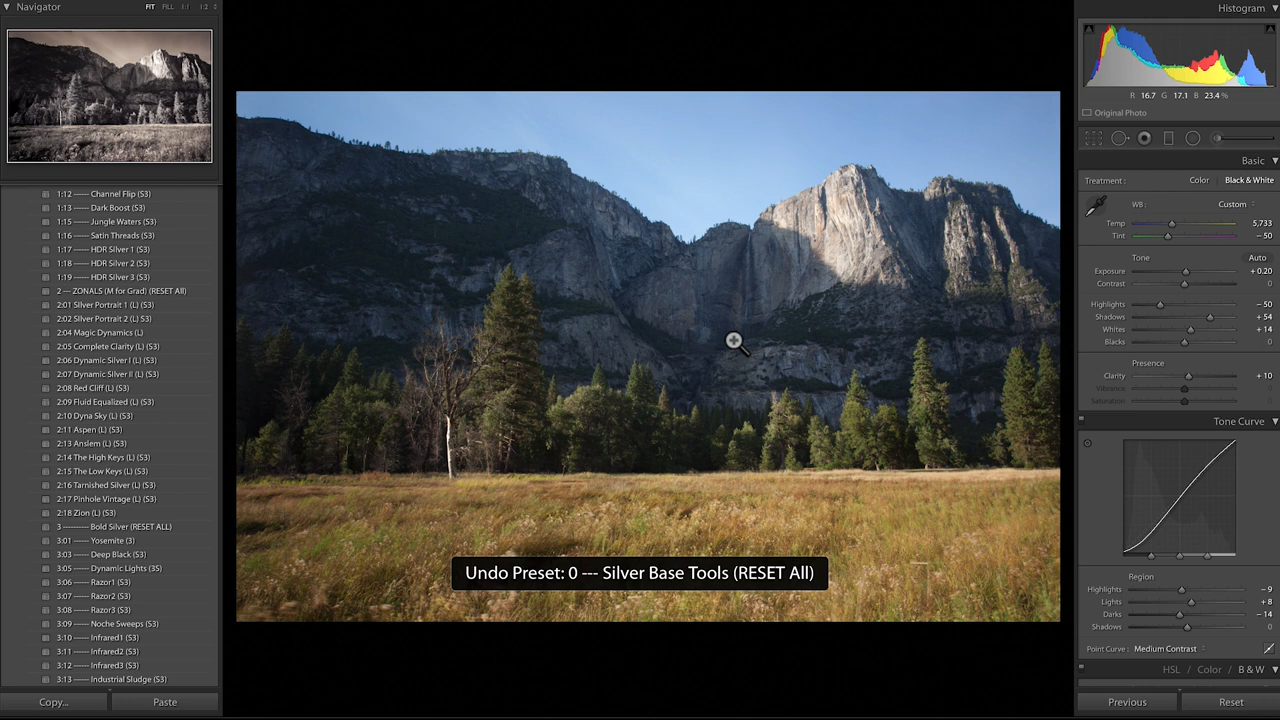 Navigator
FIT FILL 1:1 1:2
1:12 ----- Channel Flip (S3)
1:13 ----- Dark Boost (S3)
1:15 ----- Jungle Waters (S3)
1:16 ----- Satin Threads (S3)
1:17 ----- HDR Silver 1 (S3)
1:18 ----- HDR Silver 2 (S3)
1:19 ----- HDR Silver 3 (S3)
2 --- ZONALS (M for Grad) (RESET All)
2:01 Silver Portrait 1 (L) (S3)
2:02 Silver Portrait 2 (L) (S3)
2:04 Magic Dynamics (L)
2:05 Complete Clarity (L) (S3)
2:06 Dynamic Silver I (L) (S3)
2:07 Dynamic Silver II (L) (S3)
2:08 Red Cliff (L) (S3)
2:09 Fluid Equalized (L) (S3)
2:10 Dyna Sky (L) (S3)
2:11 Aspen (L) (S3)
2:13 Anslem (L) (S3)
2:14 The High Keys (L) (S3)
2:15 The Low Keys (L) (S3)
2:16 Tarnished Silver (L) (S3)
2:17 Pinhole Vintage (L) (S3)
2:18 Zion (L) (S3)
3 ---------- Bold Silver (RESET ALL)
3:01 ----- Yosemite (3)
3:03 ----- Deep Black (S3)
3:05 ----- Dynamic Lights (3S)
3:06 ----- Razor1 (S3)
3:07 ----- Razor2 (S3)
3:08 ----- Razor3 (S3)
3:09 ----- Noche Sweeps (S3)
3:10 ----- Infrared1 (S3)
3:11 ----- Infrared2 (S3)
3:12 ----- Infrared3 (S3)
3:13 ----- Industrial Sludge (S3)
Copy... Paste
Undo Preset: 0 --- Silver Base Tools (RESET All)
Histogram
R 16.7 G 17.1 B 23.4 %
Original Photo
Basic
Treatment : Color Black & White
WB : Custom
Temp 5,733
Tint – 50
Tone Auto
Exposure + 0.20
Contrast 0
Highlights – 50
Shadows + 54
Whites + 14
Blacks 0
Presence
Clarity + 10
Vibrance 0
Saturation 0
Tone Curve
Region
Highlights – 9
Lights + 8
Darks – 14
Shadows 0
Point Curve : Medium Contrast
HSL / Color / B & W
Previous Reset